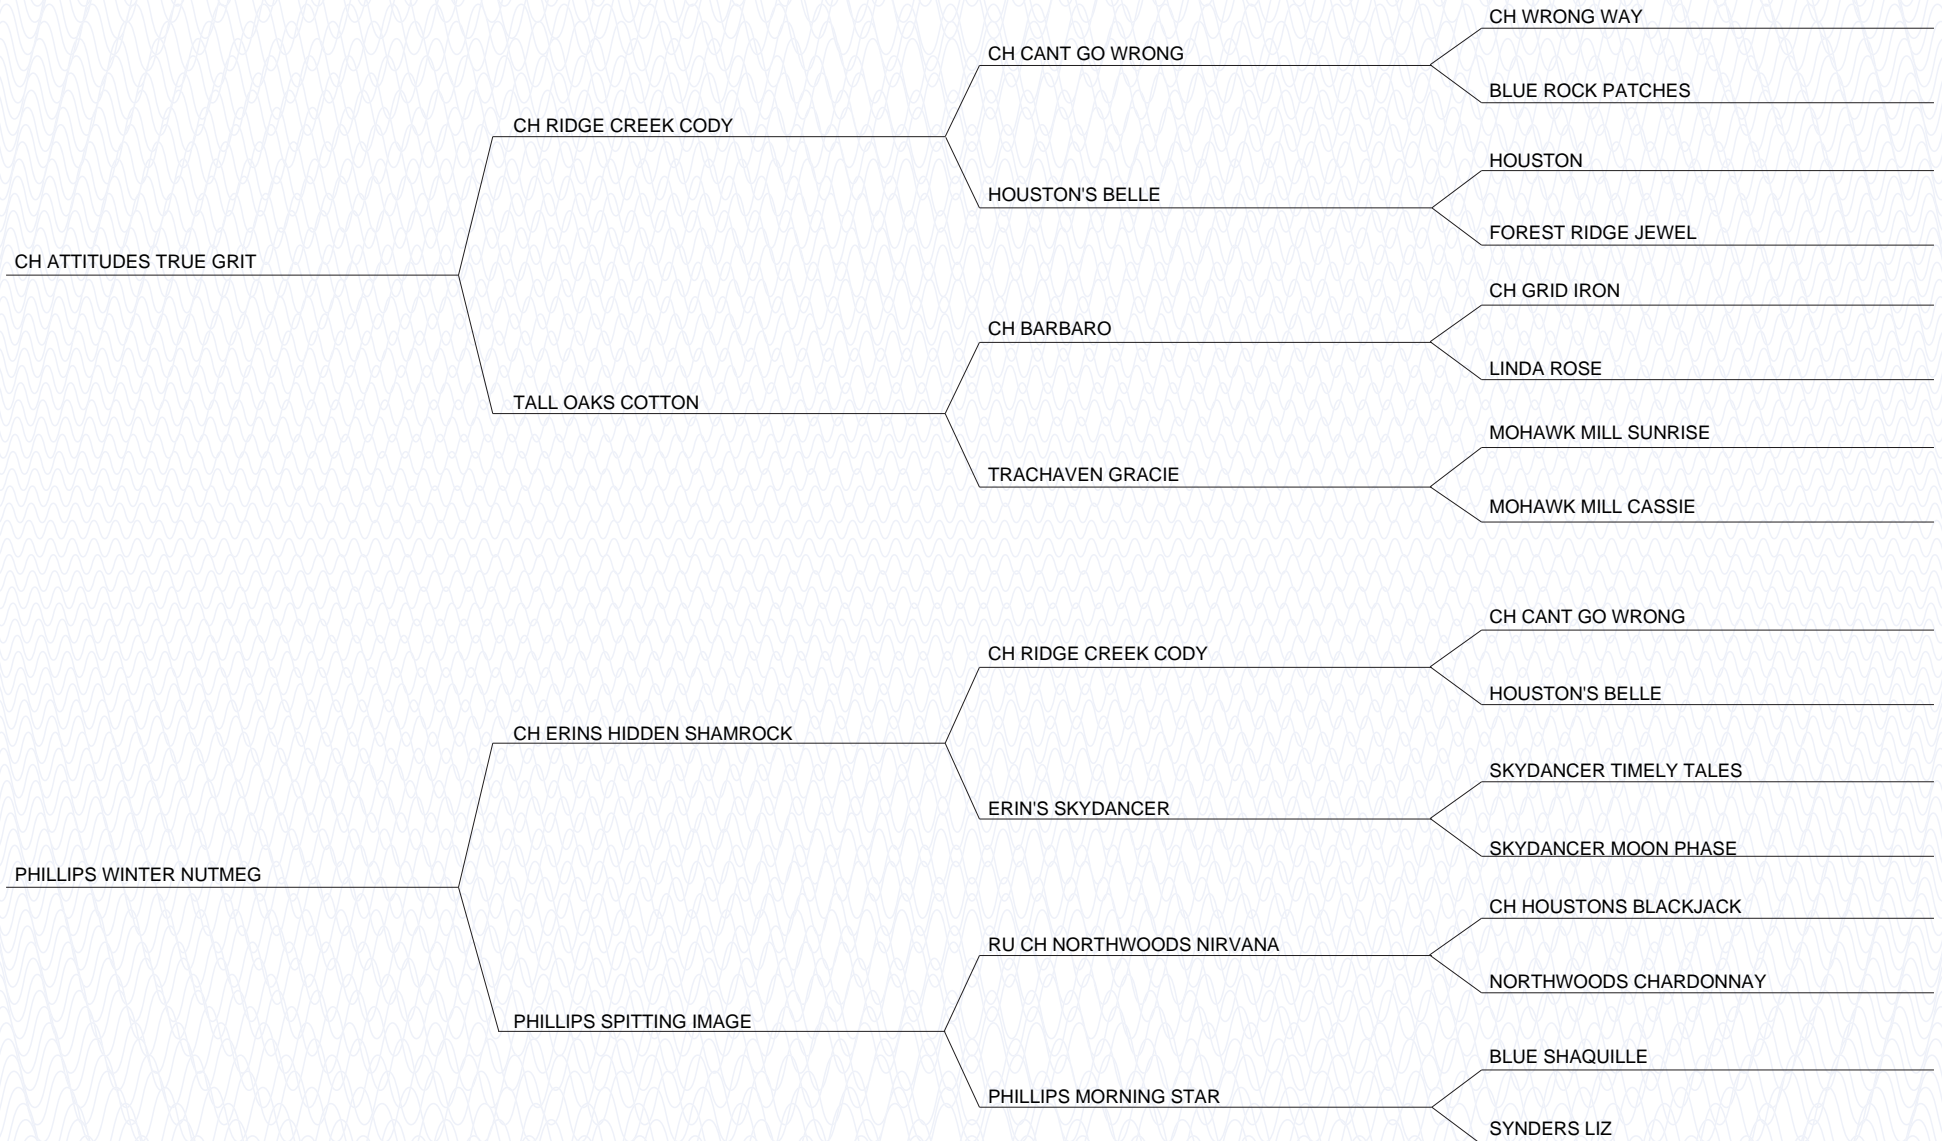 CH WRONG WAY
CH CANT GO WRONG
BLUE ROCK PATCHES
CH RIDGE CREEK CODY
HOUSTON
HOUSTON'S BELLE
FOREST RIDGE JEWEL
CH ATTITUDES TRUE GRIT
CH GRID IRON
CH BARBARO
LINDA ROSE
TALL OAKS COTTON
MOHAWK MILL SUNRISE
TRACHAVEN GRACIE
MOHAWK MILL CASSIE
CH CANT GO WRONG
CH RIDGE CREEK CODY
HOUSTON'S BELLE
CH ERINS HIDDEN SHAMROCK
SKYDANCER TIMELY TALES
ERIN'S SKYDANCER
SKYDANCER MOON PHASE
PHILLIPS WINTER NUTMEG
CH HOUSTONS BLACKJACK
RU CH NORTHWOODS NIRVANA
NORTHWOODS CHARDONNAY
PHILLIPS SPITTING IMAGE
BLUE SHAQUILLE
PHILLIPS MORNING STAR
SYNDERS LIZ